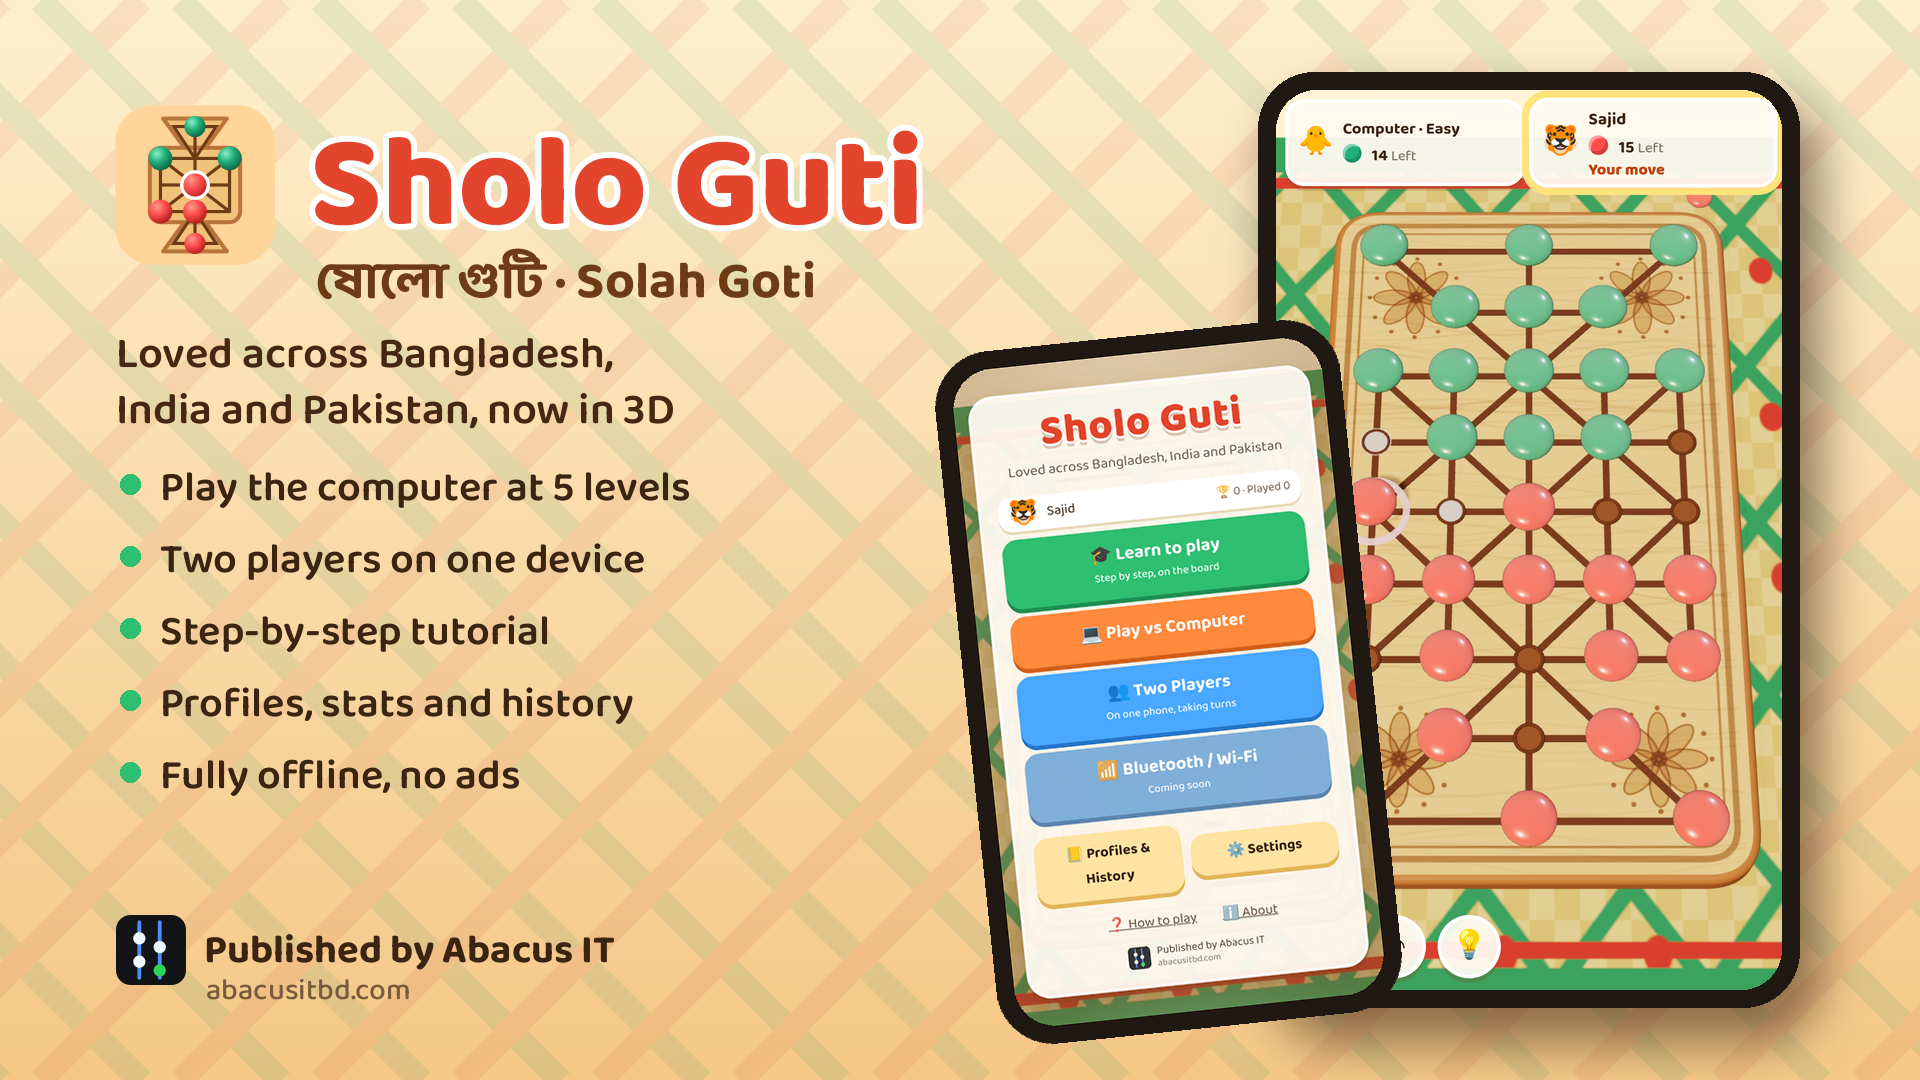 Sholo Guti
ষোলো গুটি · Solah Goti
Loved across Bangladesh,
India and Pakistan, now in 3D
Play the computer at 5 levels
Two players on one device
Step-by-step tutorial
Profiles, stats and history
Fully offline, no ads
Published by Abacus IT
abacusitbd.com
Sholo Guti
Loved across Bangladesh, India and Pakistan
Sajid
0 · Played 0
Learn to play
Step by step, on the board
Play vs Computer
Two Players
On one phone, taking turns
Bluetooth / Wi-Fi
Coming soon
Profiles &
History
Settings
How to play
About
Published by Abacus IT
abacusitbd.com
Computer · Easy
14 Left
Sajid
15 Left
Your move